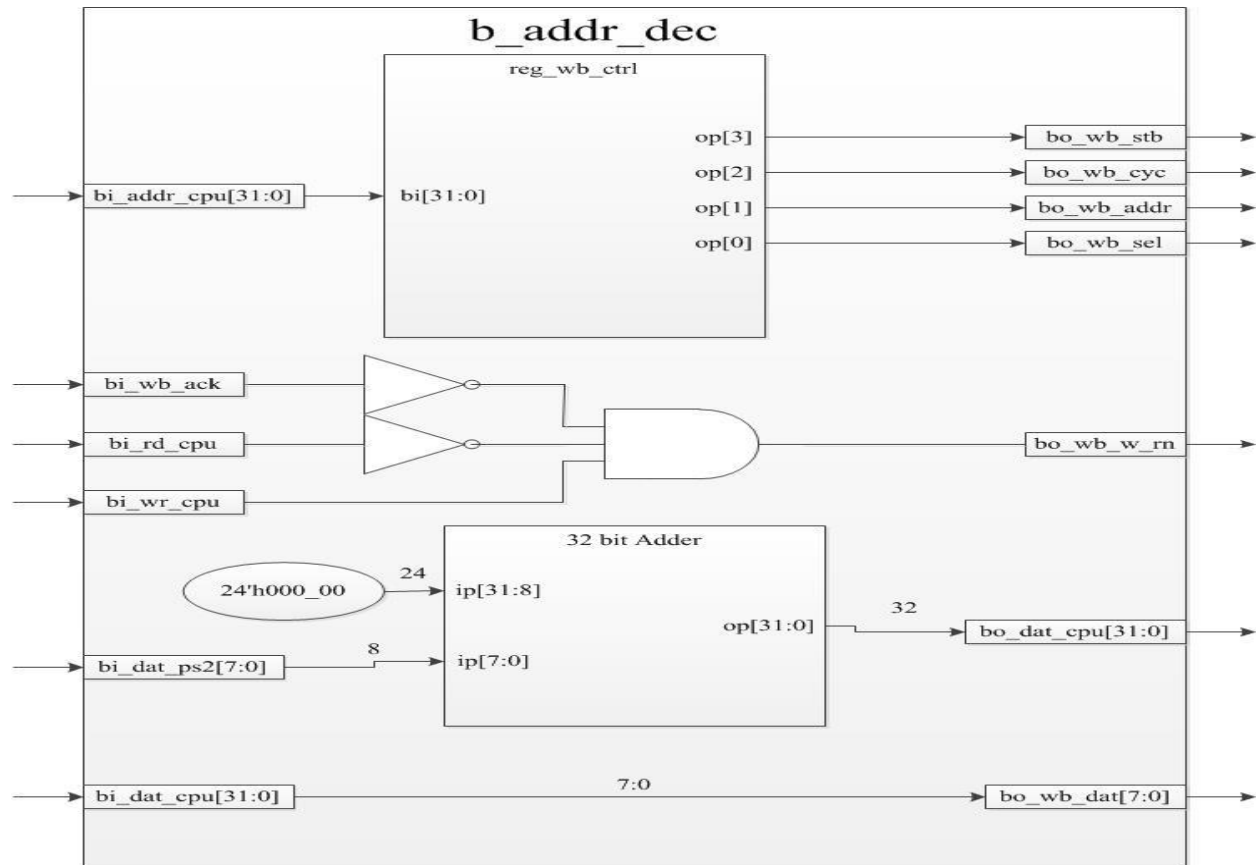 b_addr_dec
reg_wb_ctrl
op[3]
bo_wb_stb
op[2]
bo_wb_cyc
bi_addr_cpu[31:0]
bi[31:0]
op[1]
bo_wb_addr
op[0]
bo_wb_sel
bi_wb_ack
bi_rd_cpu
bo_wb_w_rn
bi_wr_cpu
32 bit Adder
24'h000_00
24
ip[31:8]
op[31:0]
32
bo_dat_cpu[31:0]
bi_dat_ps2[7:0]
8
ip[7:0]
bi_dat_cpu[31:0]
7:0
bo_wb_dat[7:0]